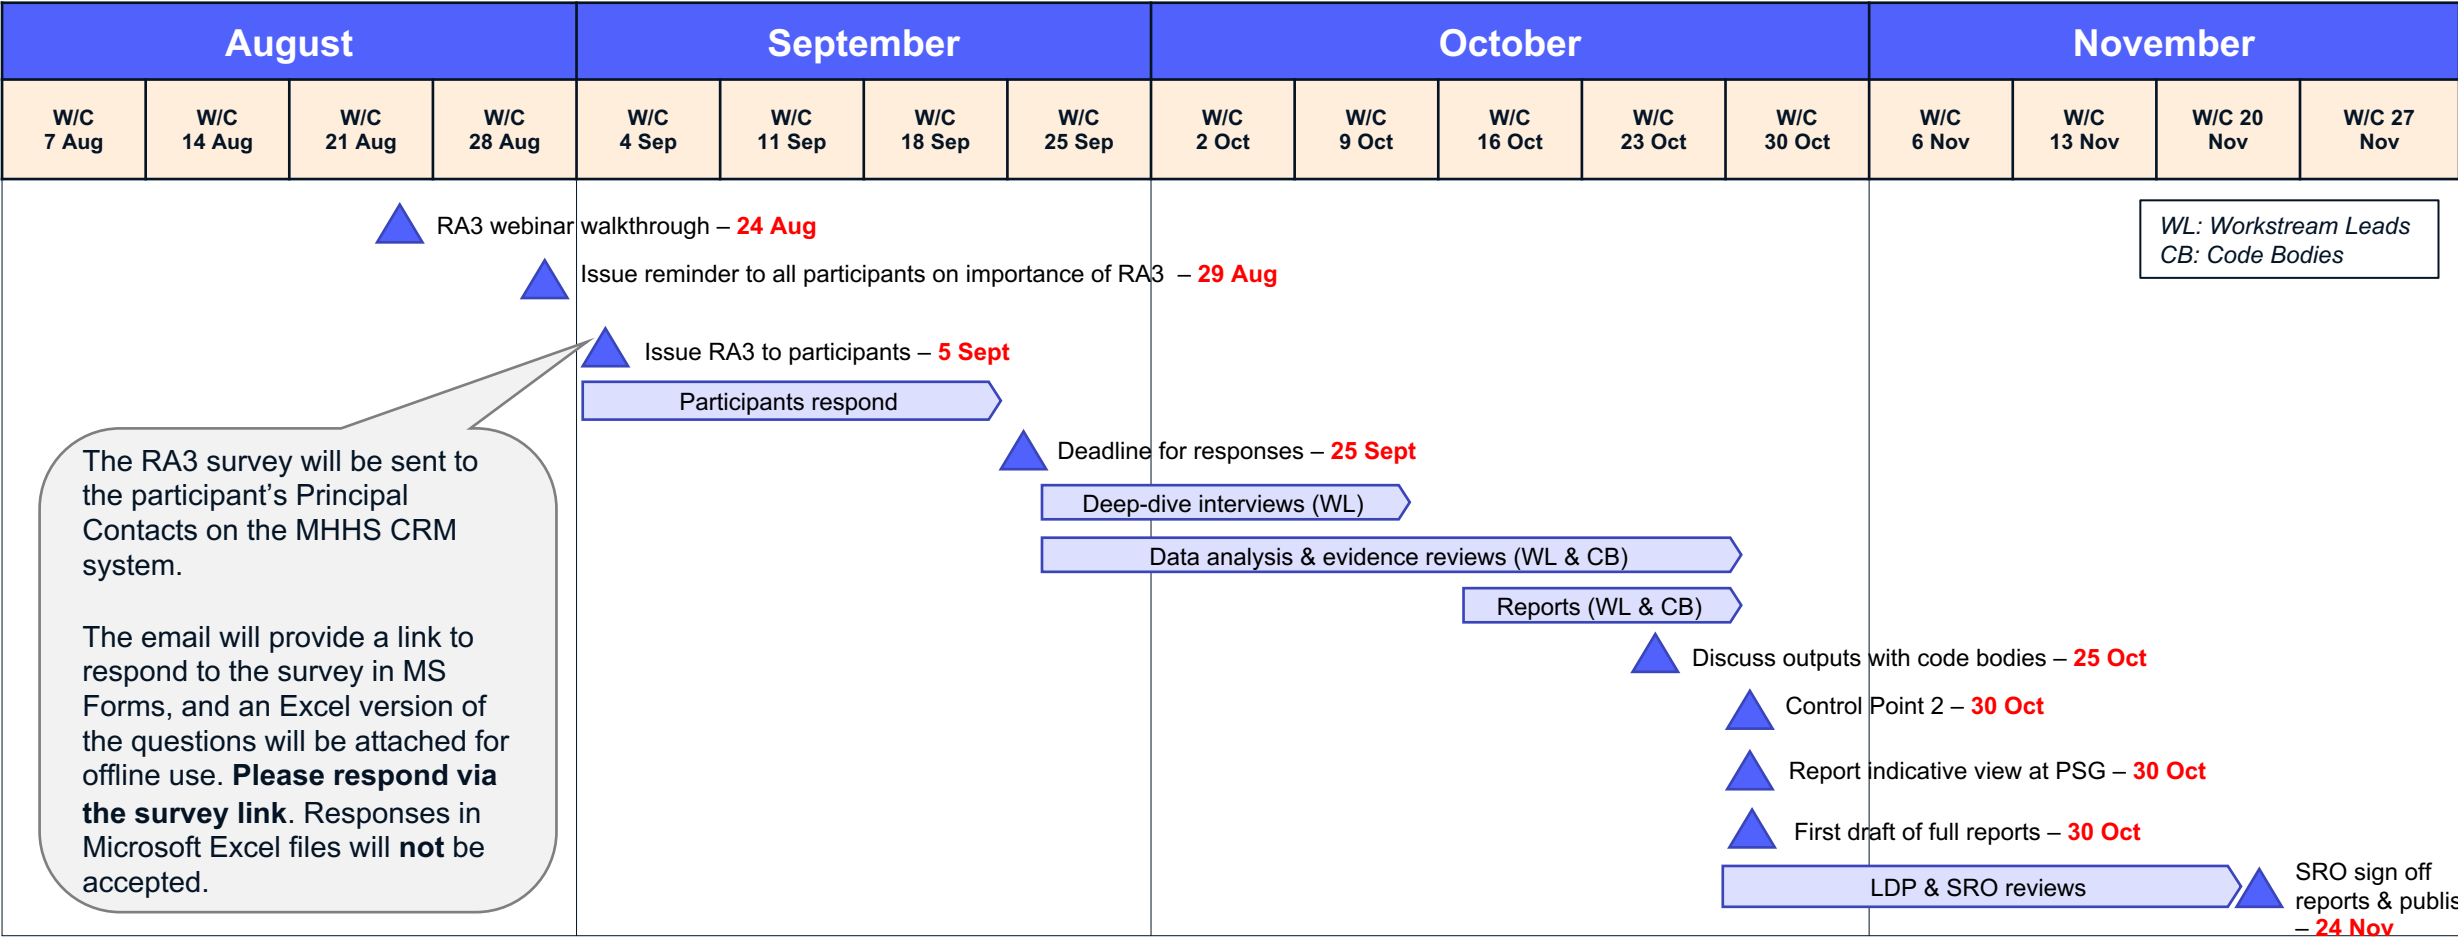 August
September
October
November
W/C
7 Aug
W/C
14 Aug
W/C
21 Aug
W/C
28 Aug
W/C
4 Sep
W/C
11 Sep
W/C
18 Sep
W/C
25 Sep
W/C
2 Oct
W/C
9 Oct
W/C
16 Oct
W/C
23 Oct
W/C
30 Oct
W/C
6 Nov
W/C
13 Nov
W/C 20
Nov
W/C 27
Nov
WL: Workstream Leads
CB: Code Bodies
RA3 webinar walkthrough – 24 Aug
Issue reminder to all participants on importance of RA3 – 29 Aug
Issue RA3 to participants – 5 Sept
Participants respond
Deadline for responses – 25 Sept
Deep-dive interviews (WL)
Data analysis & evidence reviews (WL & CB)
Reports (WL & CB)
Discuss outputs with code bodies – 25 Oct
Control Point 2 – 30 Oct
Report indicative view at PSG – 30 Oct
First draft of full reports – 30 Oct
LDP & SRO reviews
SRO sign off
reports & publis
– 24 Nov
The RA3 survey will be sent to
the participant’s Principal
Contacts on the MHHS CRM
system.
The email will provide a link to
respond to the survey in MS
Forms, and an Excel version of
the questions will be attached for
offline use. Please respond via
the survey link. Responses in
Microsoft Excel files will not be
accepted.